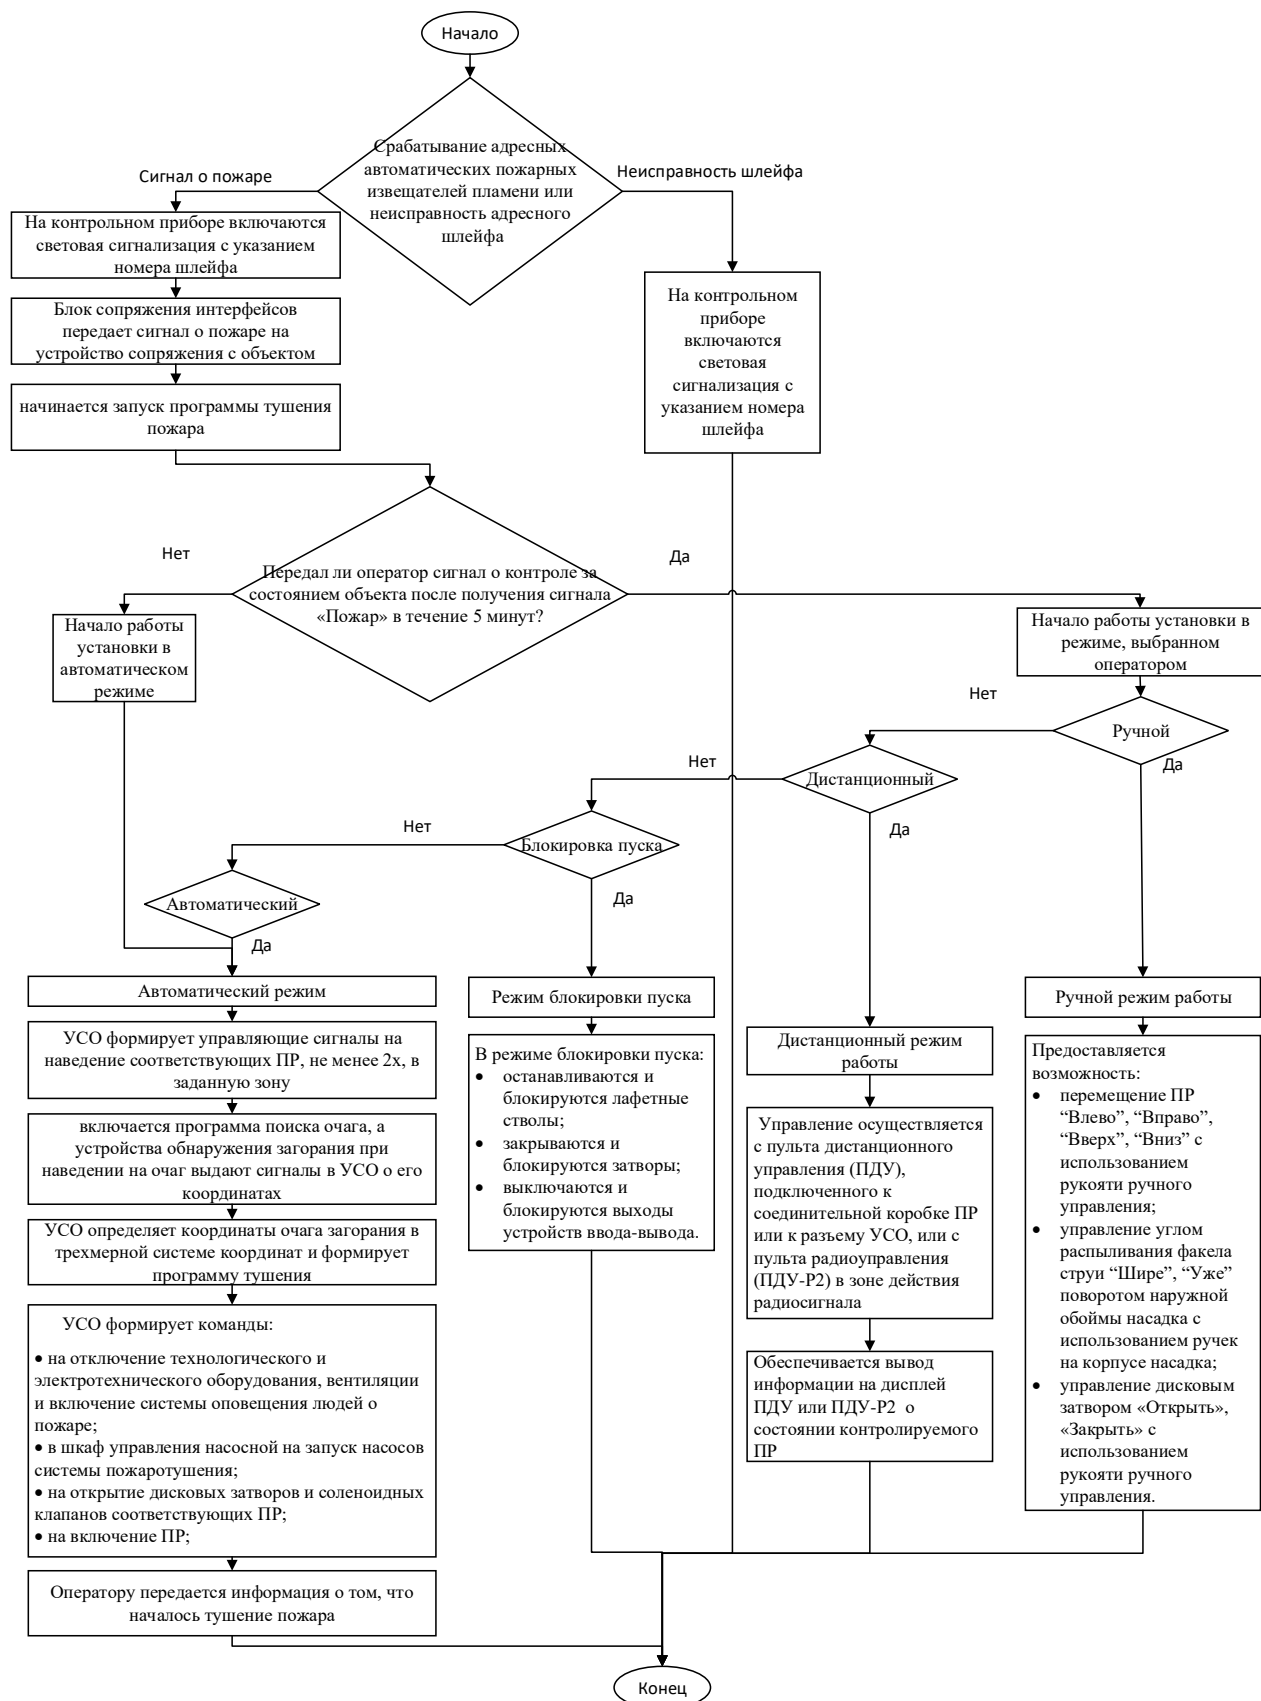 Начало
Срабатывание адресных
автоматических пожарных
извещателей пламени или
неисправность адресного
шлейфа
Сигнал о пожаре
Неисправность шлейфа
На контрольном приборе включаются
световая сигнализация с указанием
номера шлейфа
Блок сопряжения интерфейсов
передает сигнал о пожаре на
устройство сопряжения с объектом
начинается запуск программы тушения
пожара
На контрольном
приборе
включаются
световая
сигнализация с
указанием номера
шлейфа
Нет
Да
Передал ли оператор сигнал о контроле за
состоянием объекта после получения сигнала
«Пожар» в течение 5 минут?
Начало работы
установки в
автоматическом
режиме
Начало работы установки в
режиме, выбранном
оператором
Нет
Ручной
Да
Нет
Дистанционный
Да
Нет
Блокировка пуска
Да
Автоматический
Да
Автоматический режим
УСО формирует управляющие сигналы на
наведение соответствующих ПР, не менее 2х, в
заданную зону
включается программа поиска очага, а
устройства обнаружения загорания при
наведении на очаг выдают сигналы в УСО о его
координатах
УСО определяет координаты очага загорания в
трехмерной системе координат и формирует
программу тушения
УСО формирует команды:
• на отключение технологического и
электротехнического оборудования, вентиляции
и включение системы оповещения людей о
пожаре;
• в шкаф управления насосной на запуск насосов
системы пожаротушения;
• на открытие дисковых затворов и соленоидных
клапанов соответствующих ПР;
• на включение ПР;
Оператору передается информация о том, что
началось тушение пожара
Режим блокировки пуска
В режиме блокировки пуска:
• останавливаются и
блокируются лафетные
стволы;
• закрываются и
блокируются затворы;
• выключаются и
блокируются выходы
устройств ввода-вывода.
Дистанционный режим
работы
Управление осуществляется
с пульта дистанционного
управления (ПДУ),
подключенного к
соединительной коробке ПР
или к разъему УСО, или с
пульта радиоуправления
(ПДУ-Р2) в зоне действия
радиосигнала
Обеспечивается вывод
информации на дисплей
ПДУ или ПДУ-Р2 о
состоянии контролируемого
ПР
Ручной режим работы
Предоставляется
возможность:
• перемещение ПР
“Влево”, “Вправо”,
“Вверх”, “Вниз” с
использованием
рукояти ручного
управления;
• управление углом
распыливания факела
струи “Шире”, “Уже”
поворотом наружной
обоймы насадка с
использованием ручек
на корпусе насадка;
• управление дисковым
затвором «Открыть»,
«Закрыть» с
использованием
рукояти ручного
управления.
Конец